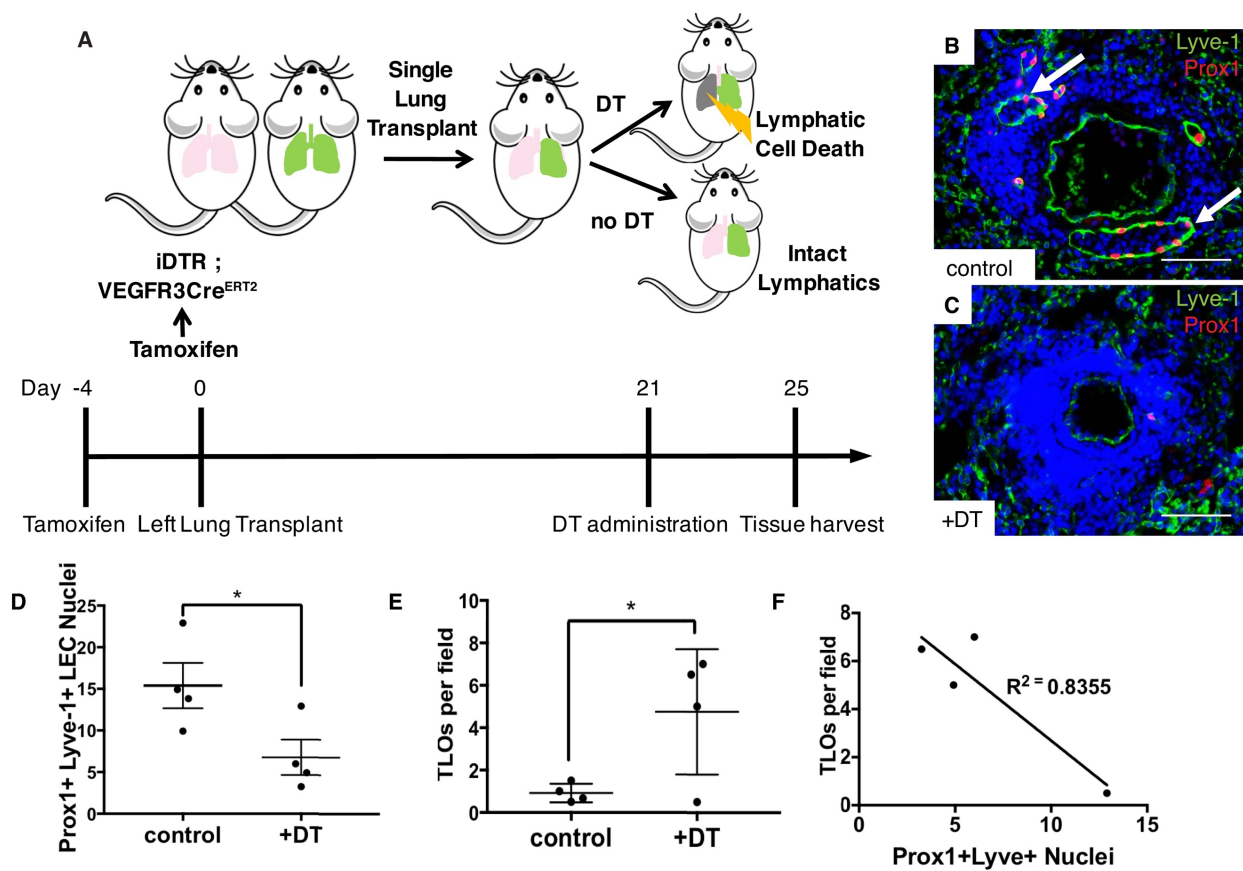 A
Single
Lung
Transplant
DT
no DT
Lymphatic
Cell Death
Intact
Lymphatics
iDTR ;
VEGFR3Cre^ERT2
Tamoxifen
Day -4 0 21 25
Tamoxifen Left Lung Transplant DT administration Tissue harvest
B
Lyve-1
Prox1
control
C
Lyve-1
Prox1
+DT
D
Prox1+ Lyve-1+ LEC Nuclei
25
20
15
10
5
0
*
control +DT
E
TLOs per field
10
8
6
4
2
0
*
control +DT
F
TLOs per field
8
6
4
2
0
R² = 0.8355
0 5 10 15
Prox1+Lyve+ Nuclei